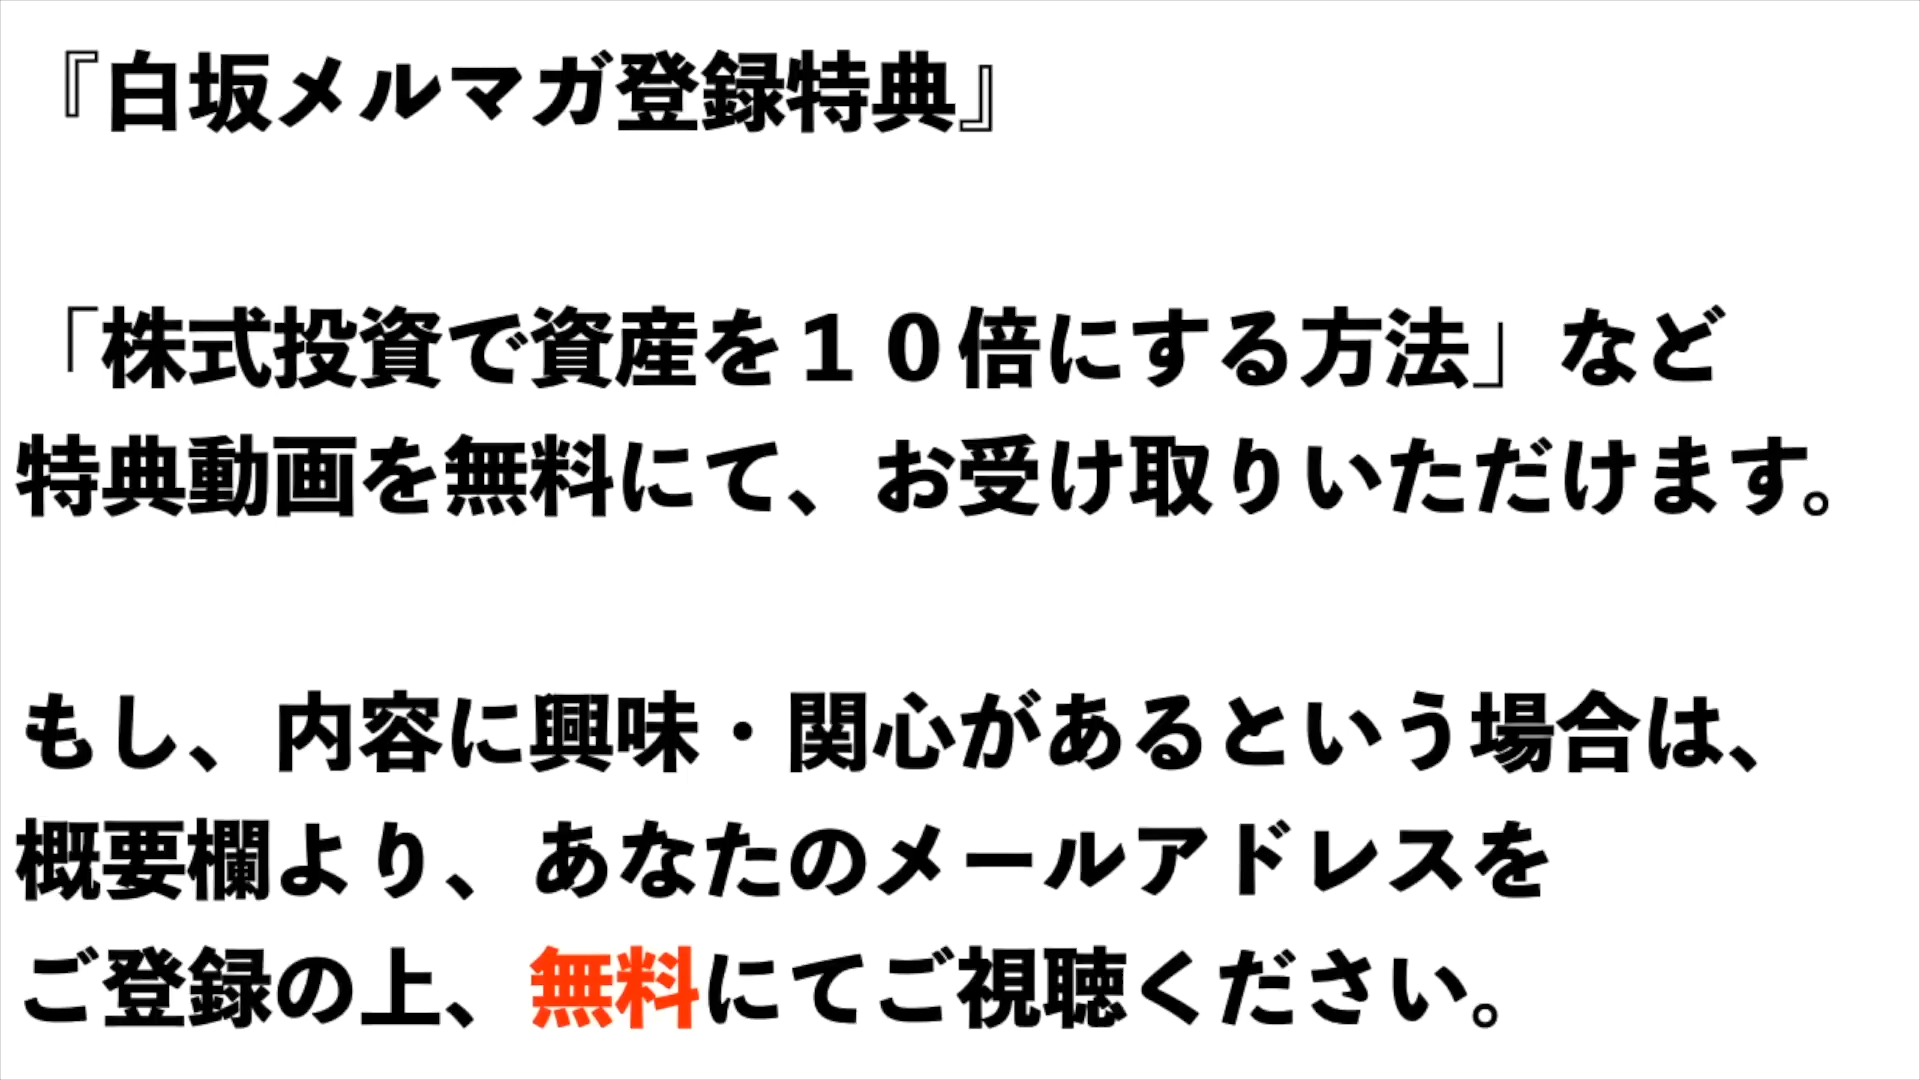 『白坂メルマガ登録特典』
「株式投資で資産を１０倍にする方法」など
特典動画を無料にて、お受け取りいただけます。
もし、内容に興味・関心があるという場合は、
概要欄より、あなたのメールアドレスを
ご登録の上、無料にてご視聴ください。